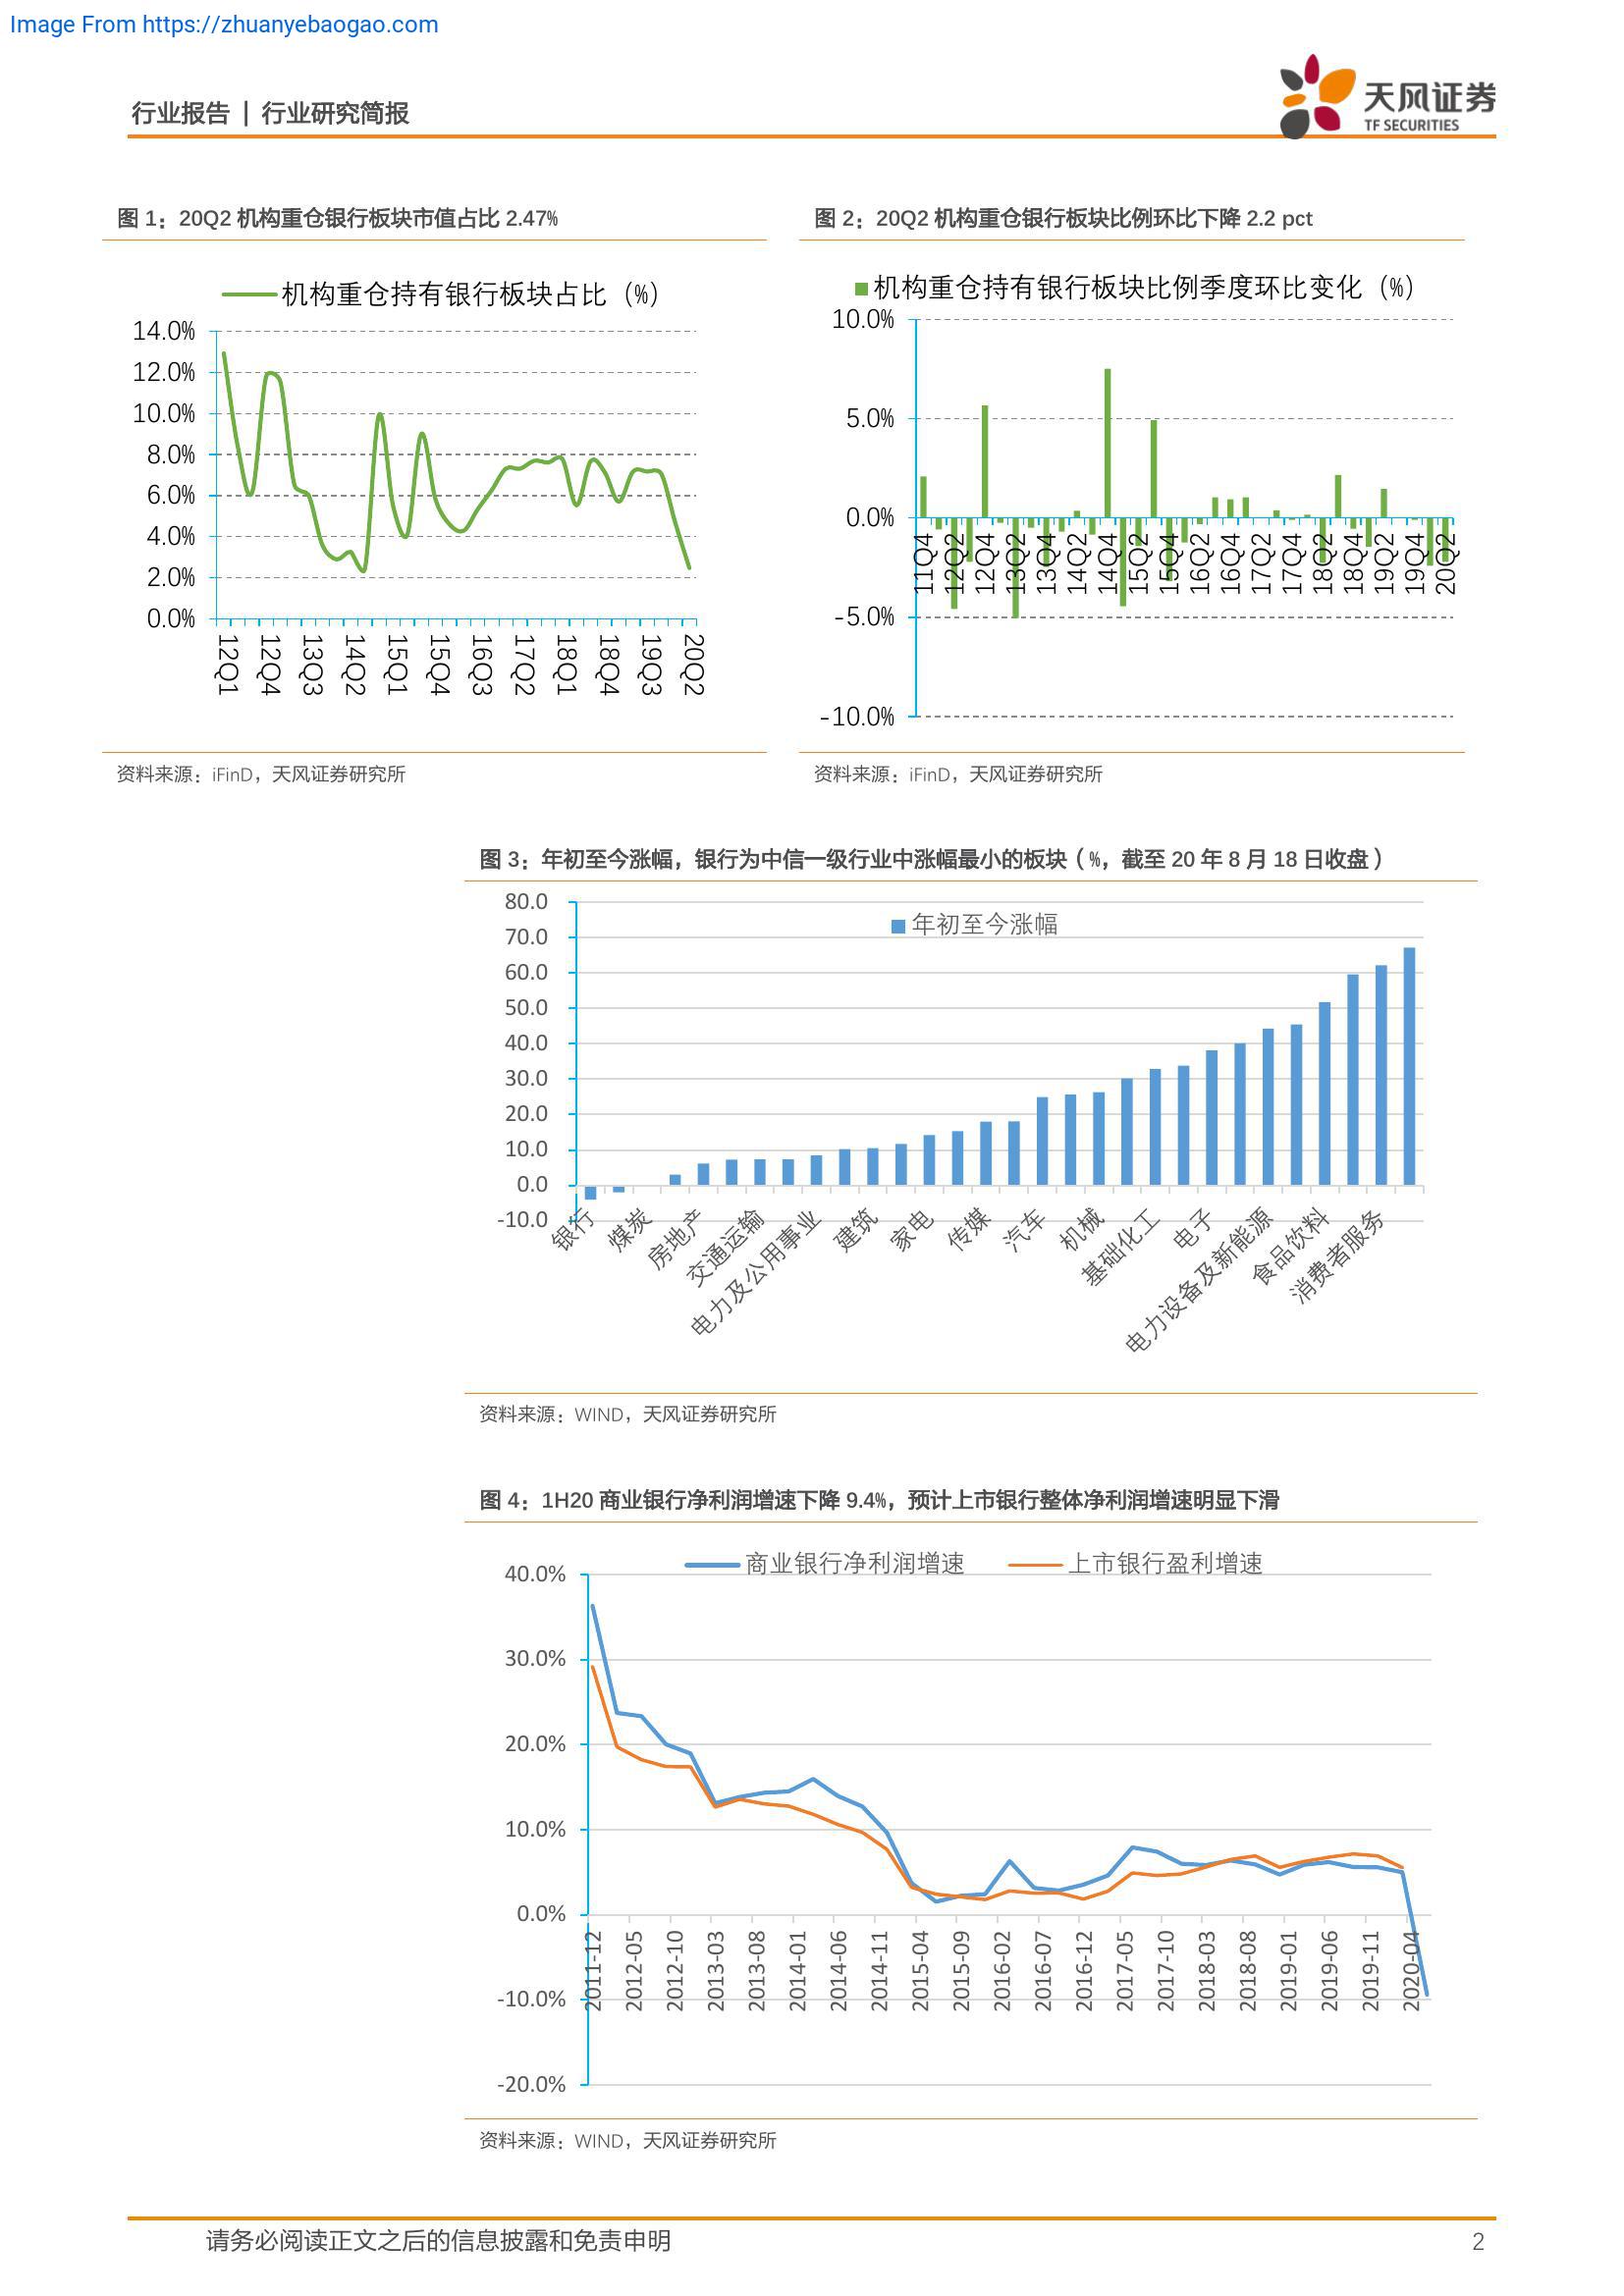 Image From https://zhuanyebaogao.com
行业报告 | 行业研究简报
天风证券
TF SECURITIES
图 1：20Q2 机构重仓银行板块市值占比 2.47%
机构重仓持有银行板块占比（%）
14.0%
12.0%
10.0%
8.0%
6.0%
4.0%
2.0%
0.0%
12Q1 12Q4 13Q3 14Q2 15Q1 15Q4 16Q3 17Q2 18Q1 18Q4 19Q3 20Q2
资料来源：iFinD，天风证券研究所
图 2：20Q2 机构重仓银行板块比例环比下降 2.2 pct
机构重仓持有银行板块比例季度环比变化（%）
10.0%
5.0%
0.0%
-5.0%
-10.0%
11Q4 12Q2 12Q4 13Q2 13Q4 14Q2 14Q4 15Q2 15Q4 16Q2 16Q4 17Q2 17Q4 18Q2 18Q4 19Q2 19Q4 20Q2
资料来源：iFinD，天风证券研究所
图 3：年初至今涨幅，银行为中信一级行业中涨幅最小的板块（%，截至 20 年 8 月 18 日收盘）
年初至今涨幅
80.0
70.0
60.0
50.0
40.0
30.0
20.0
10.0
0.0
-10.0
银行 煤炭 房地产 交通运输 电力及公用事业 建筑 家电 传媒 汽车 机械 基础化工 电子 电力设备及新能源 食品饮料 消费者服务
资料来源：WIND，天风证券研究所
图 4：1H20 商业银行净利润增速下降 9.4%，预计上市银行整体净利润增速明显下滑
商业银行净利润增速 上市银行盈利增速
40.0%
30.0%
20.0%
10.0%
0.0%
-10.0%
-20.0%
2011-12 2012-05 2012-10 2013-03 2013-08 2014-01 2014-06 2014-11 2015-04 2015-09 2016-02 2016-07 2016-12 2017-05 2017-10 2018-03 2018-08 2019-01 2019-06 2019-11 2020-04
资料来源：WIND，天风证券研究所
请务必阅读正文之后的信息披露和免责申明 2